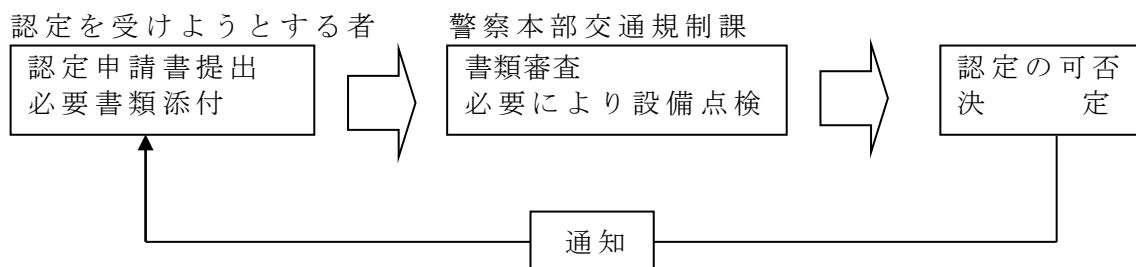 認定を受けようとする者
警察本部交通規制課
認定申請書提出
必要書類添付
書類審査
必要により設備点検
認定の可否
決　　　定
通知